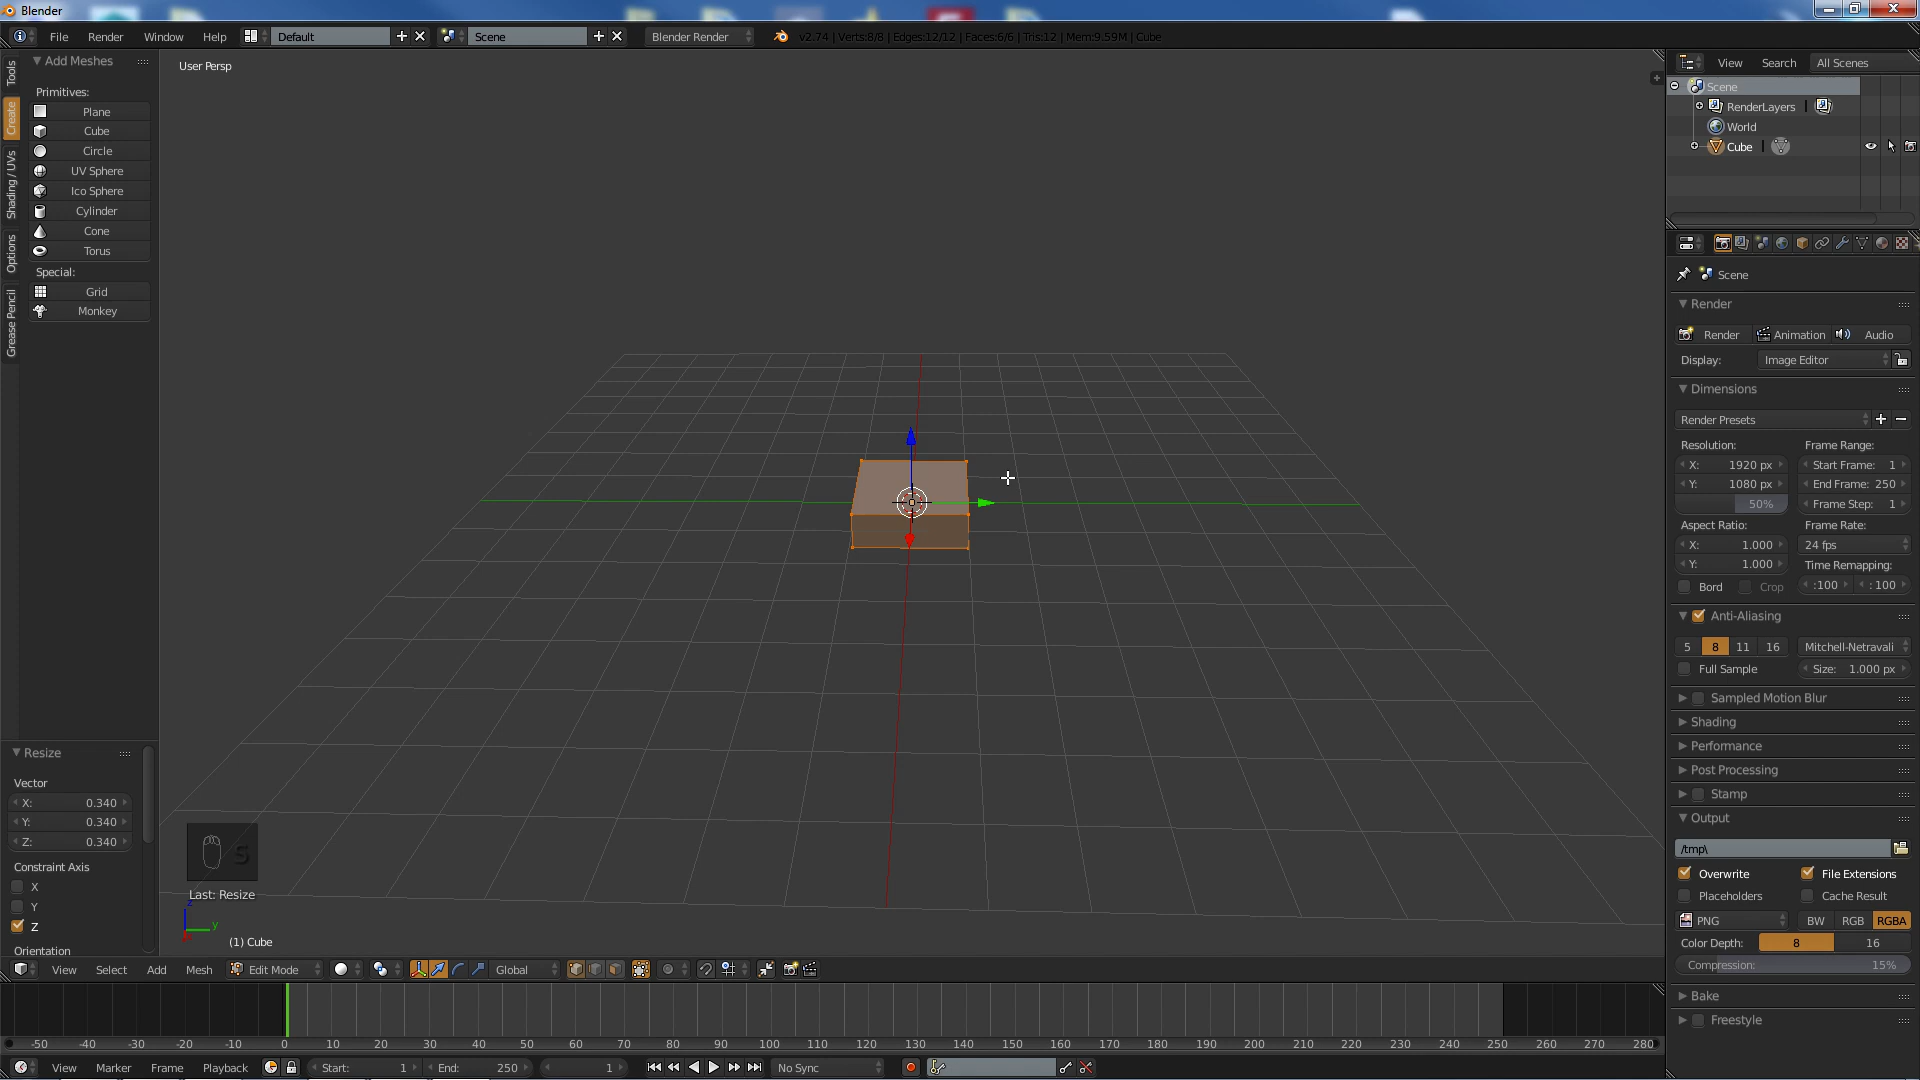 Blender
File Render Window Help Default Scene Blender Render v2.74 | Verts:8/8 | Edges:12/12 | Faces:6/6 | Tris:12 | Mem:9.59M | Cube
Tools
Create
Shading / UVs
Options
Grease Pencil
Add Meshes
Primitives:
Plane
Cube
Circle
UV Sphere
Ico Sphere
Cylinder
Cone
Torus
Special:
Grid
Monkey
Resize
Vector
X: 0.340
Y: 0.340
Z: 0.340
Constraint Axis
X
Y
Z
Orientation
User Persp
S
Last: Resize
z
y
(1) Cube
View Select Add Mesh Edit Mode Global
-50 -40 -30 -20 -10 0 10 20 30 40 50 60 70 80 90 100 110 120 130 140 150 160 170 180 190 200 210 220 230 240 250 260 270 280
View Marker Frame Playback Start: 1 End: 250 1 No Sync
View Search All Scenes
Scene
RenderLayers |
World
Cube |
Scene
Render
Render Animation Audio
Display: Image Editor
Dimensions
Render Presets
Resolution: Frame Range:
X: 1920 px Start Frame: 1
Y: 1080 px End Frame: 250
50% Frame Step: 1
Aspect Ratio: Frame Rate:
X: 1.000 24 fps
Y: 1.000 Time Remapping:
Bord Crop :100 : 100
Anti-Aliasing
5 8 11 16 Mitchell-Netravali
Full Sample Size: 1.000 px
Sampled Motion Blur
Shading
Performance
Post Processing
Stamp
Output
/tmp\
Overwrite File Extensions
Placeholders Cache Result
PNG BW RGB RGBA
Color Depth: 8 16
Compression: 15%
Bake
Freestyle